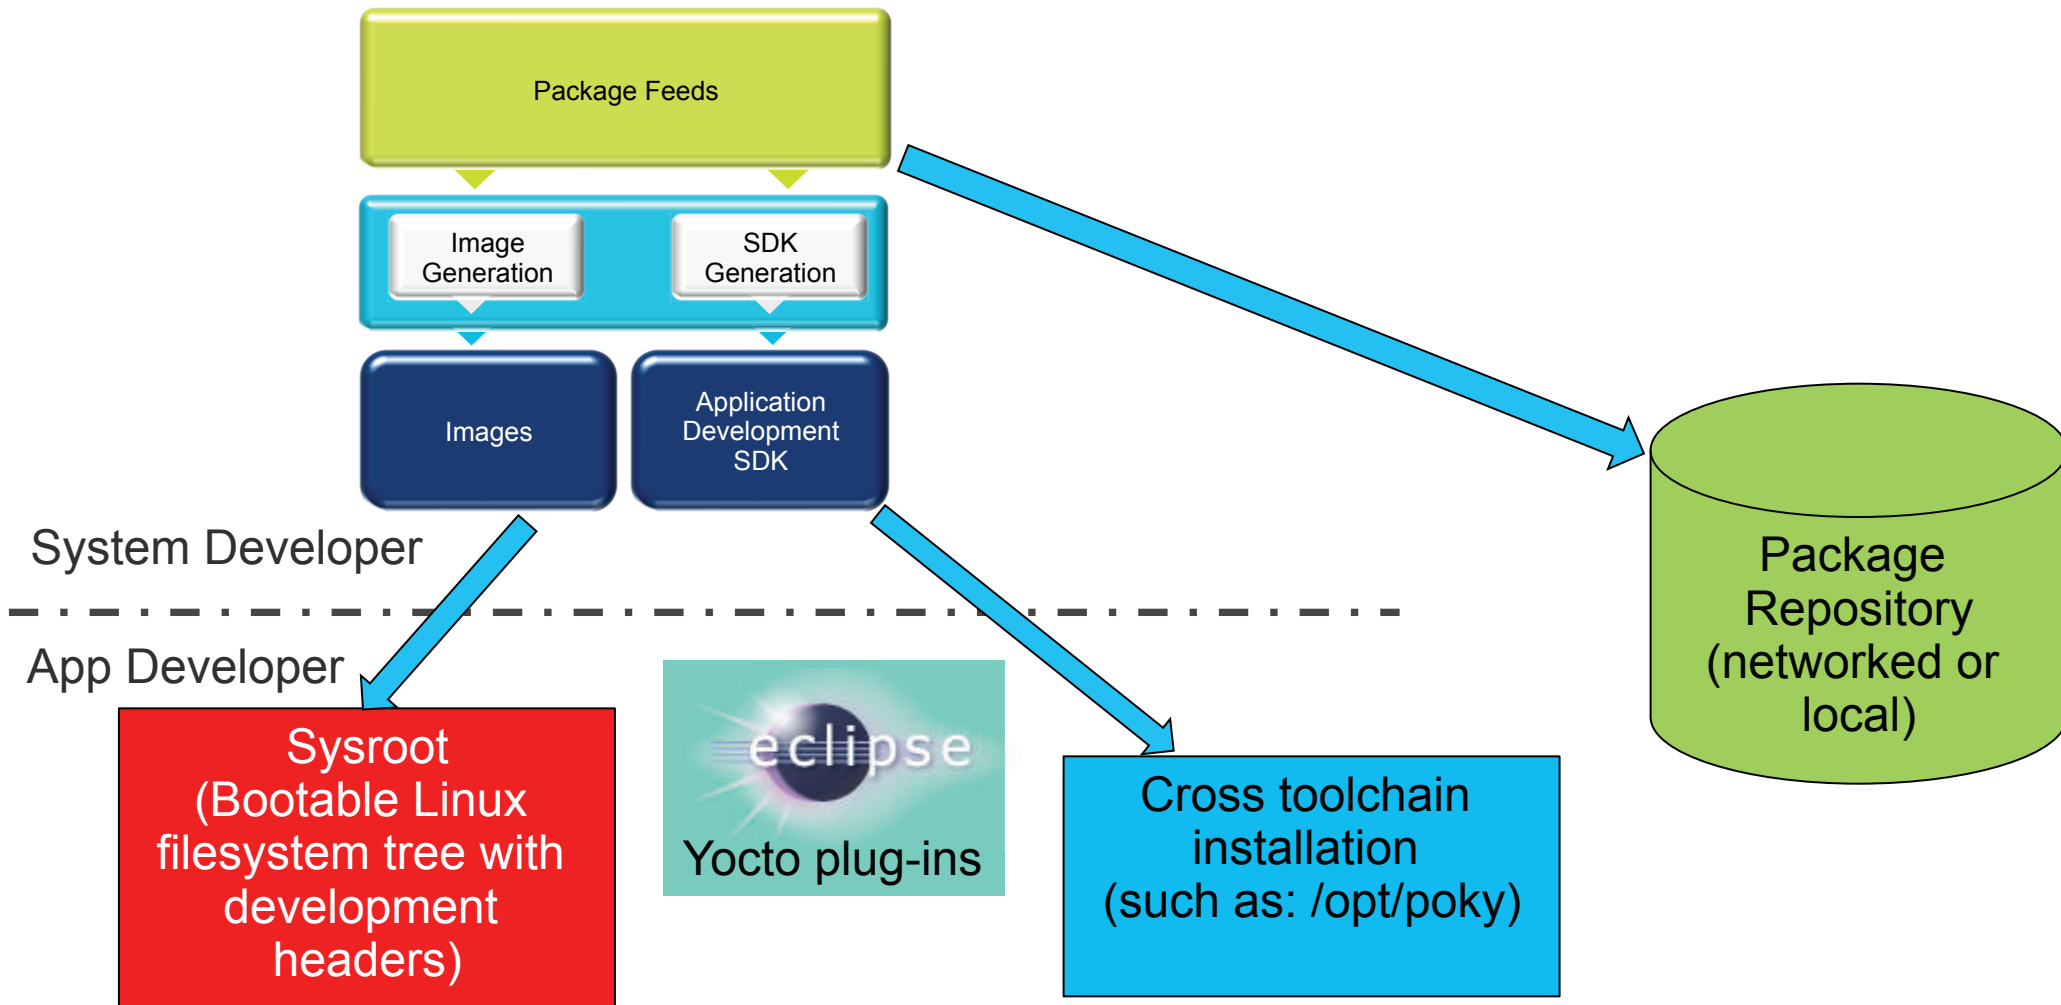 Package Feeds
Image
Generation
SDK
Generation
Images
Application
Development
SDK
System Developer
App Developer
Sysroot
(Bootable Linux
filesystem tree with
development
headers)
eclipse
Yocto plug-ins
Cross toolchain
installation
(such as: /opt/poky)
Package
Repository
(networked or
local)